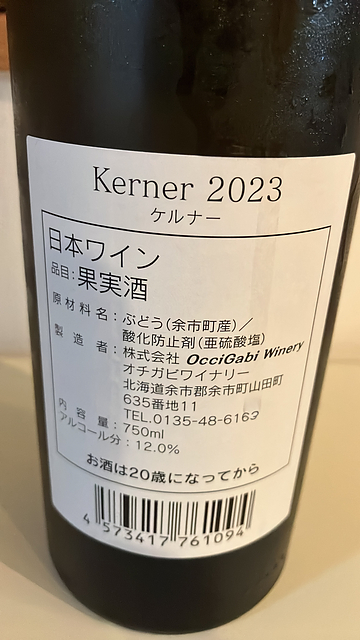 Kerner 2023
ケルナー
日本ワイン
品目:果実酒
原材料名:ぶどう(余市町産)/
酸化防止剤(亜硫酸塩)
製造者:株式会社 OcciGabi Winery
オチガビワイナリー
北海道余市郡余市町山田町
635番地11
TEL.0135-48-6163
内容量:750ml
アルコール分:12.0%
お酒は20歳になってから
4 573417 761094